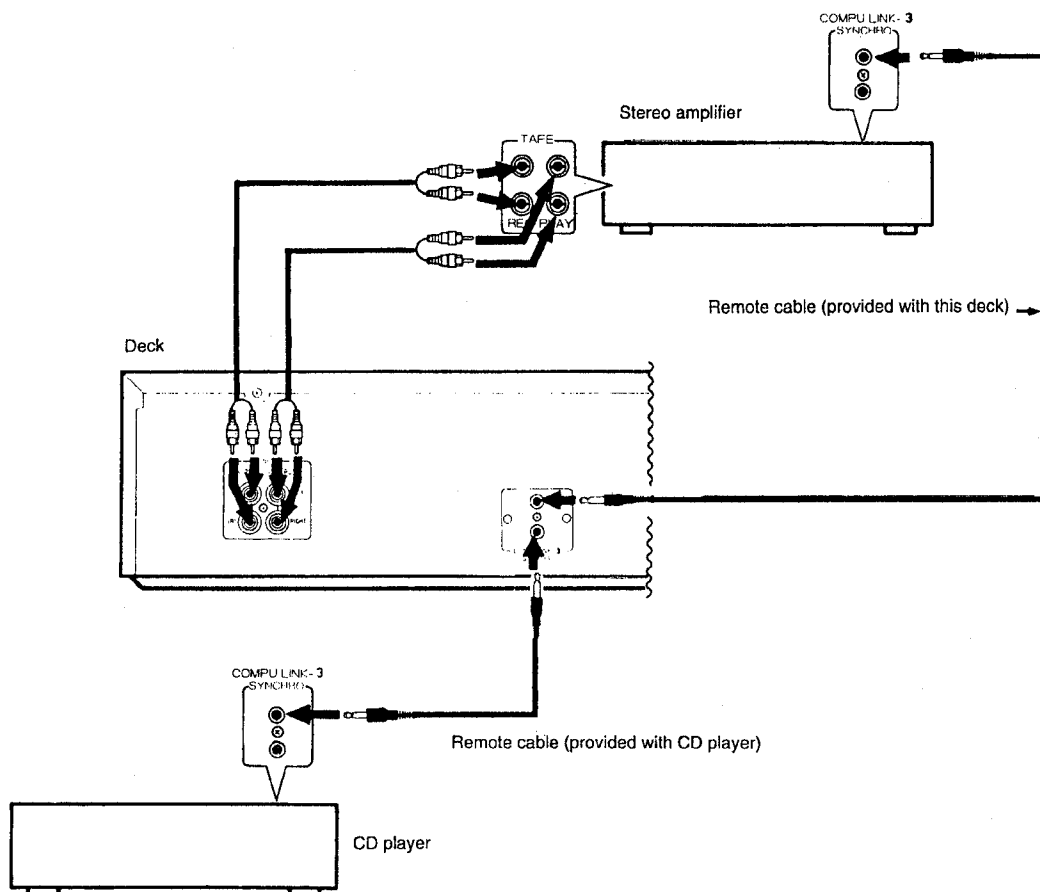 COMPU LINK-3
SYNCHRO
Stereo amplifier
TAPE
REC PLAY
Remote cable (provided with this deck)
Deck
RIGHT
COMPU LINK-3
SYNCHRO
Remote cable (provided with CD player)
CD player